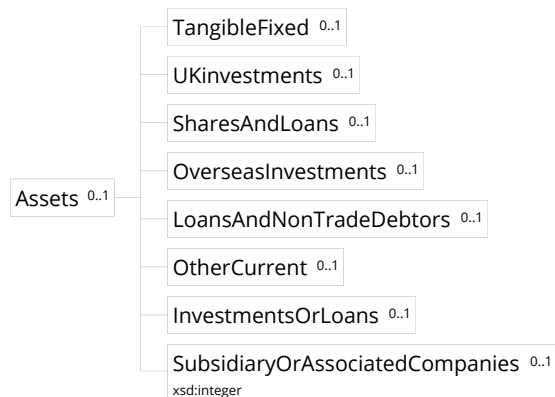 TangibleFixed 0..1
UKinvestments 0..1
SharesAndLoans 0..1
OverseasInvestments 0..1
Assets 0..1
LoansAndNonTradeDebtors 0..1
OtherCurrent 0..1
InvestmentsOrLoans 0..1
SubsidiaryOrAssociatedCompanies 0..1
xsd:integer